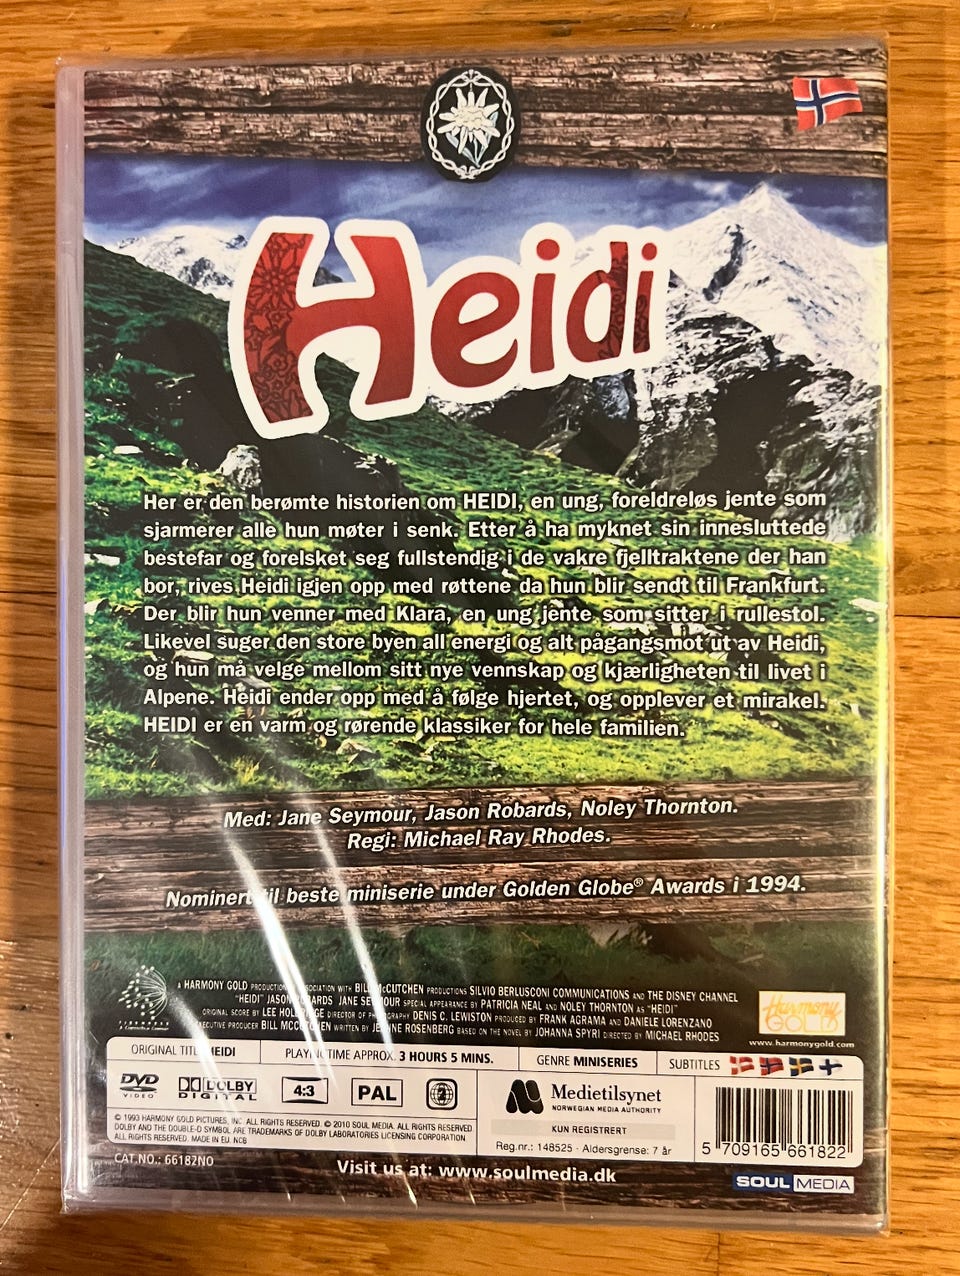 Heidi
Her er den berømte historien om HEIDI, en ung, foreldreløs jente som
sjarmerer alle hun møter i senk. Etter å ha myknet sin innesluttede
bestefar og forelsket seg fullstendig i de vakre fjelltraktene der han
bor, rives Heidi igjen opp med røttene da hun blir sendt til Frankfurt.
Der blir hun venner med Klara, en ung jente som sitter i rullestol.
Likevel suger den store byen all energi og alt pågangsmot ut av Heidi,
og hun må velge mellom sitt nye vennskap og kjærligheten til livet i
Alpene. Heidi ender opp med å følge hjertet, og opplever et mirakel.
HEIDI er en varm og rørende klassiker for hele familien.
Med: Jane Seymour, Jason Robards, Noley Thornton.
Regi: Michael Ray Rhodes.
Nominert til beste miniserie under Golden Globe® Awards i 1994.
A HARMONY GOLD PRODUCTION ASSOCIATION WITH BILL McCUTCHEN PRODUCTIONS SILVIO BERLUSCONI COMMUNICATIONS AND THE DISNEY CHANNEL
"HEIDI" JASON ROBARDS JANE SEYMOUR SPECIAL APPEARANCE BY PATRICIA NEAL AND NOLEY THORNTON AS "HEIDI"
ORIGINAL SCORE BY LEE HOLDRIDGE DIRECTOR OF PHOTOGRAPHY DENIS C. LEWISTON PRODUCED BY FRANK AGRAMA AND DANIELE LORENZANO
EXECUTIVE PRODUCER BILL MCCUTCHEN WRITTEN BY JEANNE ROSENBERG BASED ON THE NOVEL BY JOHANNA SPYRI DIRECTED BY MICHAEL RHODES
Harmony
GOLD
www.harmonygold.com
ORIGINAL TITLE HEIDI
PLAYING TIME APPROX. 3 HOURS 5 MINS.
GENRE MINISERIES
SUBTITLES
DVD
VIDEO
DOLBY
DIGITAL
4:3
PAL
2
Medietilsynet
NORWEGIAN MEDIA AUTHORITY
KUN REGISTRERT
Reg.nr.: 148525 - Aldersgrense: 7 år
© 1993 HARMONY GOLD PICTURES, INC. ALL RIGHTS RESERVED. © 2010 SOUL MEDIA. ALL RIGHTS RESERVED
DOLBY AND THE DOUBLE-D SYMBOL ARE TRADEMARKS OF DOLBY LABORATORIES LICENSING CORPORATION
ALL RIGHTS RESERVED. MADE IN EU. NCB
5 709165 661822
CAT.NO.: 66182NO
Visit us at: www.soulmedia.dk
SOUL MEDIA